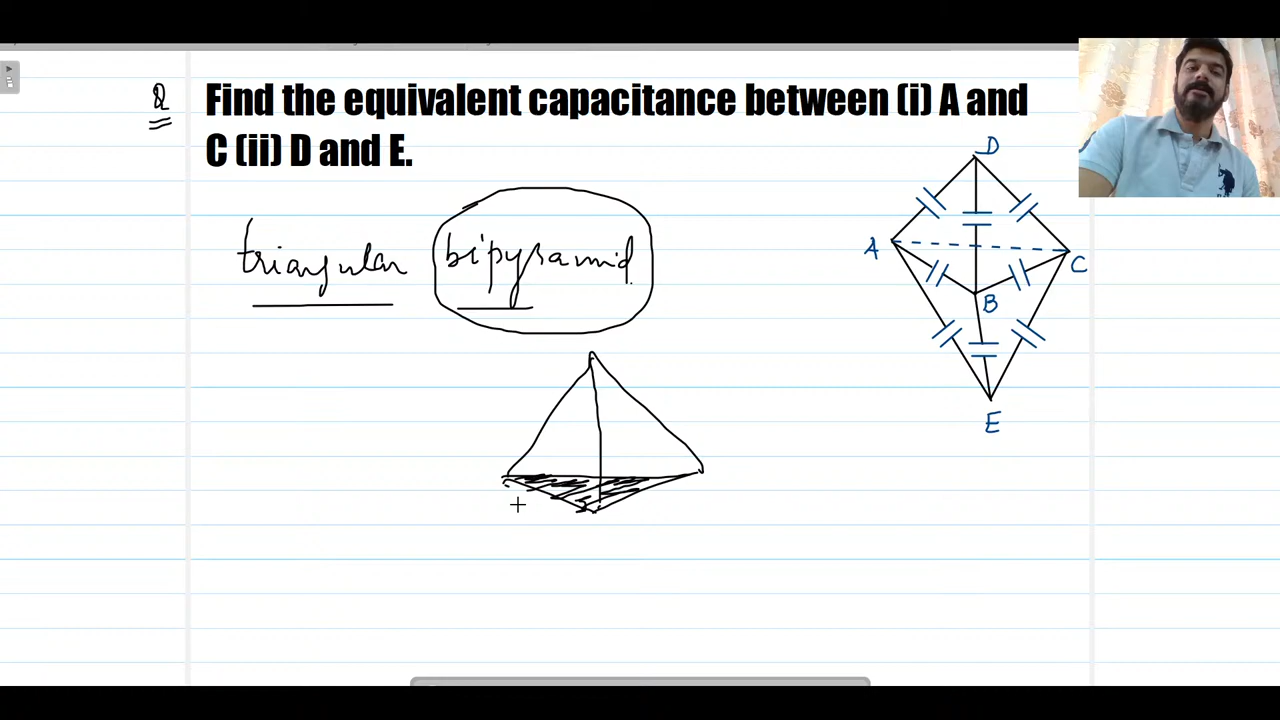 Q
Find the equivalent capacitance between (i) A and
C (ii) D and E.
triangular bipyramid
D
A
C
B
E